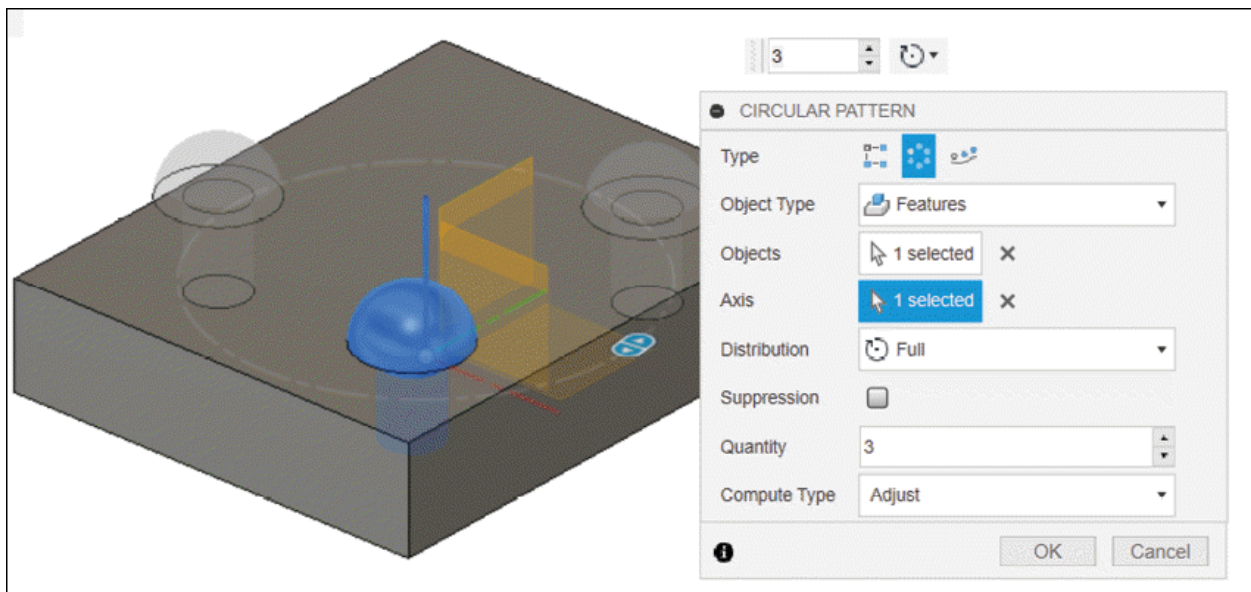 3
CIRCULAR PATTERN
Type
Object Type Features
Objects 1 selected
Axis 1 selected
Distribution Full
Suppression
Quantity 3
Compute Type Adjust
OK Cancel